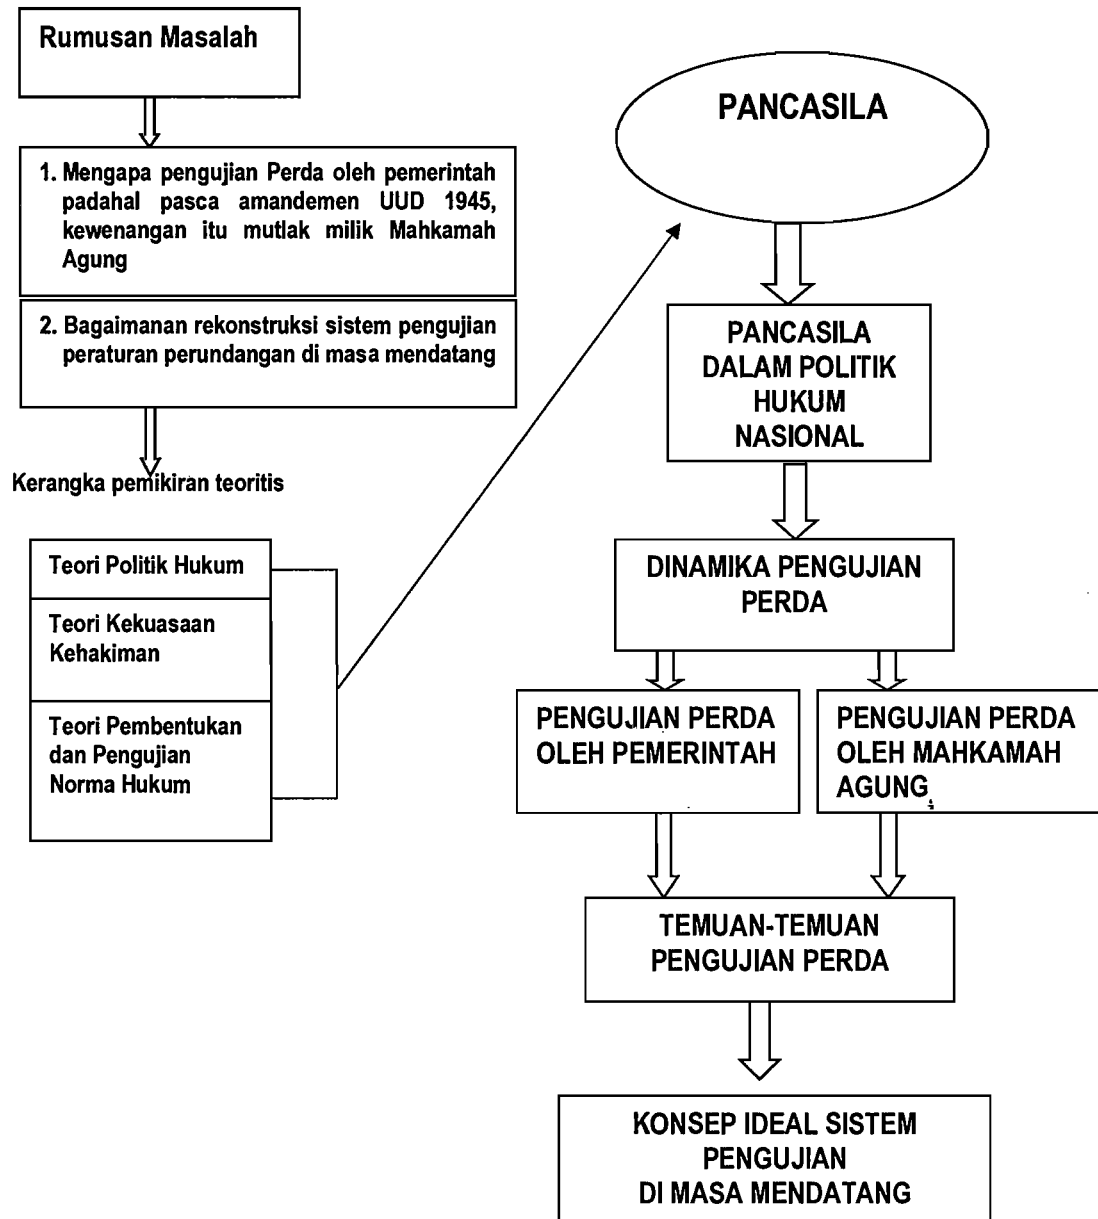 Rumusan Masalah
1. Mengapa pengujian Perda oleh pemerintah
padahal pasca amandemen UUD 1945,
kewenangan itu mutlak milik Mahkamah
Agung
2. Bagaimanan rekonstruksi sistem pengujian
peraturan perundangan di masa mendatang
Kerangka pemikiran teoritis
Teori Politik Hukum
Teori Kekuasaan
Kehakiman
Teori Pembentukan
dan Pengujian
Norma Hukum
PANCASILA
PANCASILA
DALAM POLITIK
HUKUM
NASIONAL
DINAMIKA PENGUJIAN
PERDA
PENGUJIAN PERDA
OLEH PEMERINTAH
PENGUJIAN PERDA
OLEH MAHKAMAH
AGUNG
TEMUAN-TEMUAN
PENGUJIAN PERDA
KONSEP IDEAL SISTEM
PENGUJIAN
DI MASA MENDATANG